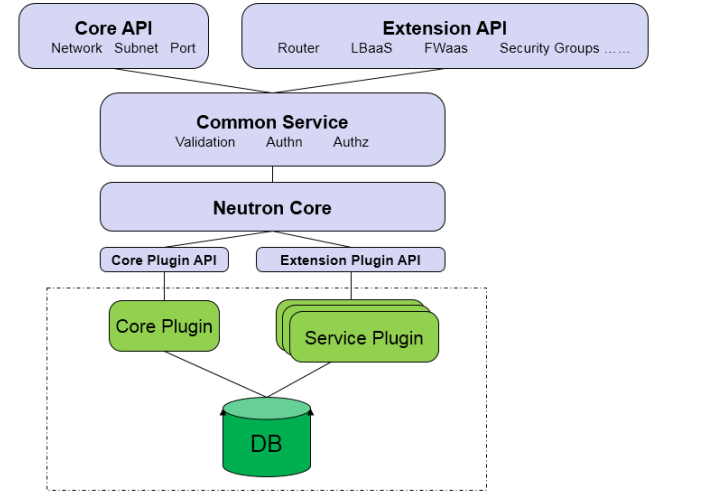 Core API
Network Subnet Port
Extension API
Router LBaaS FWaas Security Groups ……
Common Service
Validation Authn Authz
Neutron Core
Core Plugin API
Extension Plugin API
Core Plugin
Service Plugin
DB